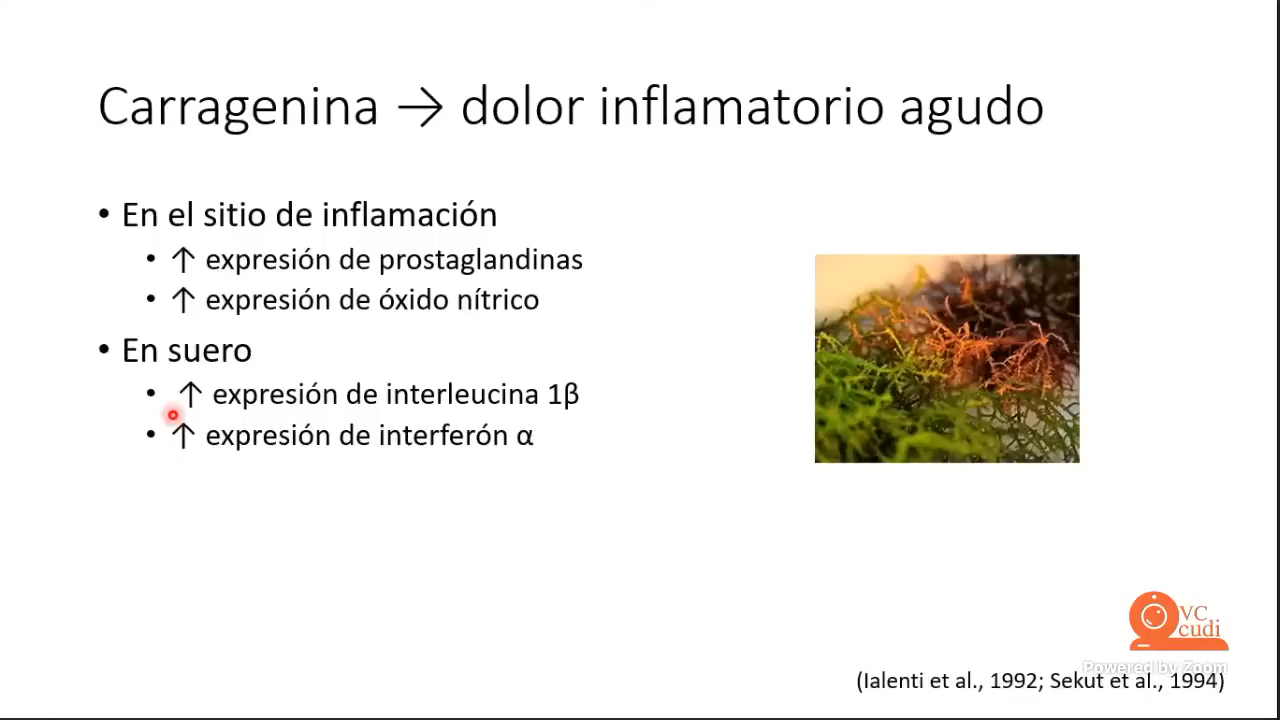 Carragenina → dolor inflamatorio agudo
• En el sitio de inflamación
• ↑ expresión de prostaglandinas
• ↑ expresión de óxido nítrico
• En suero
• ↑ expresión de interleucina 1β
• ↑ expresión de interferón α
VC
cudi
Powered by Zoom
(Ialenti et al., 1992; Sekut et al., 1994)